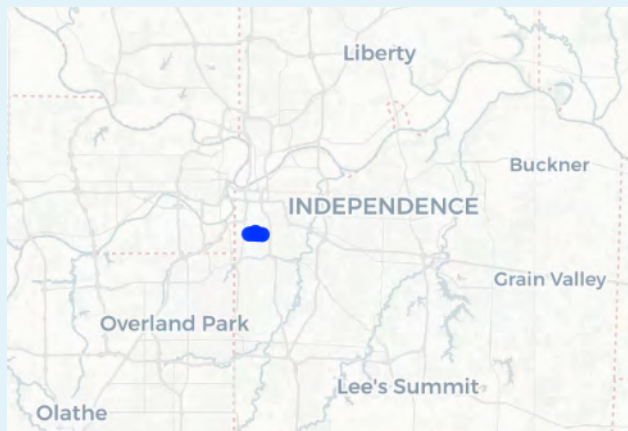 Liberty
Buckner
INDEPENDENCE
Grain Valley
Overland Park
Lee's Summit
Olathe